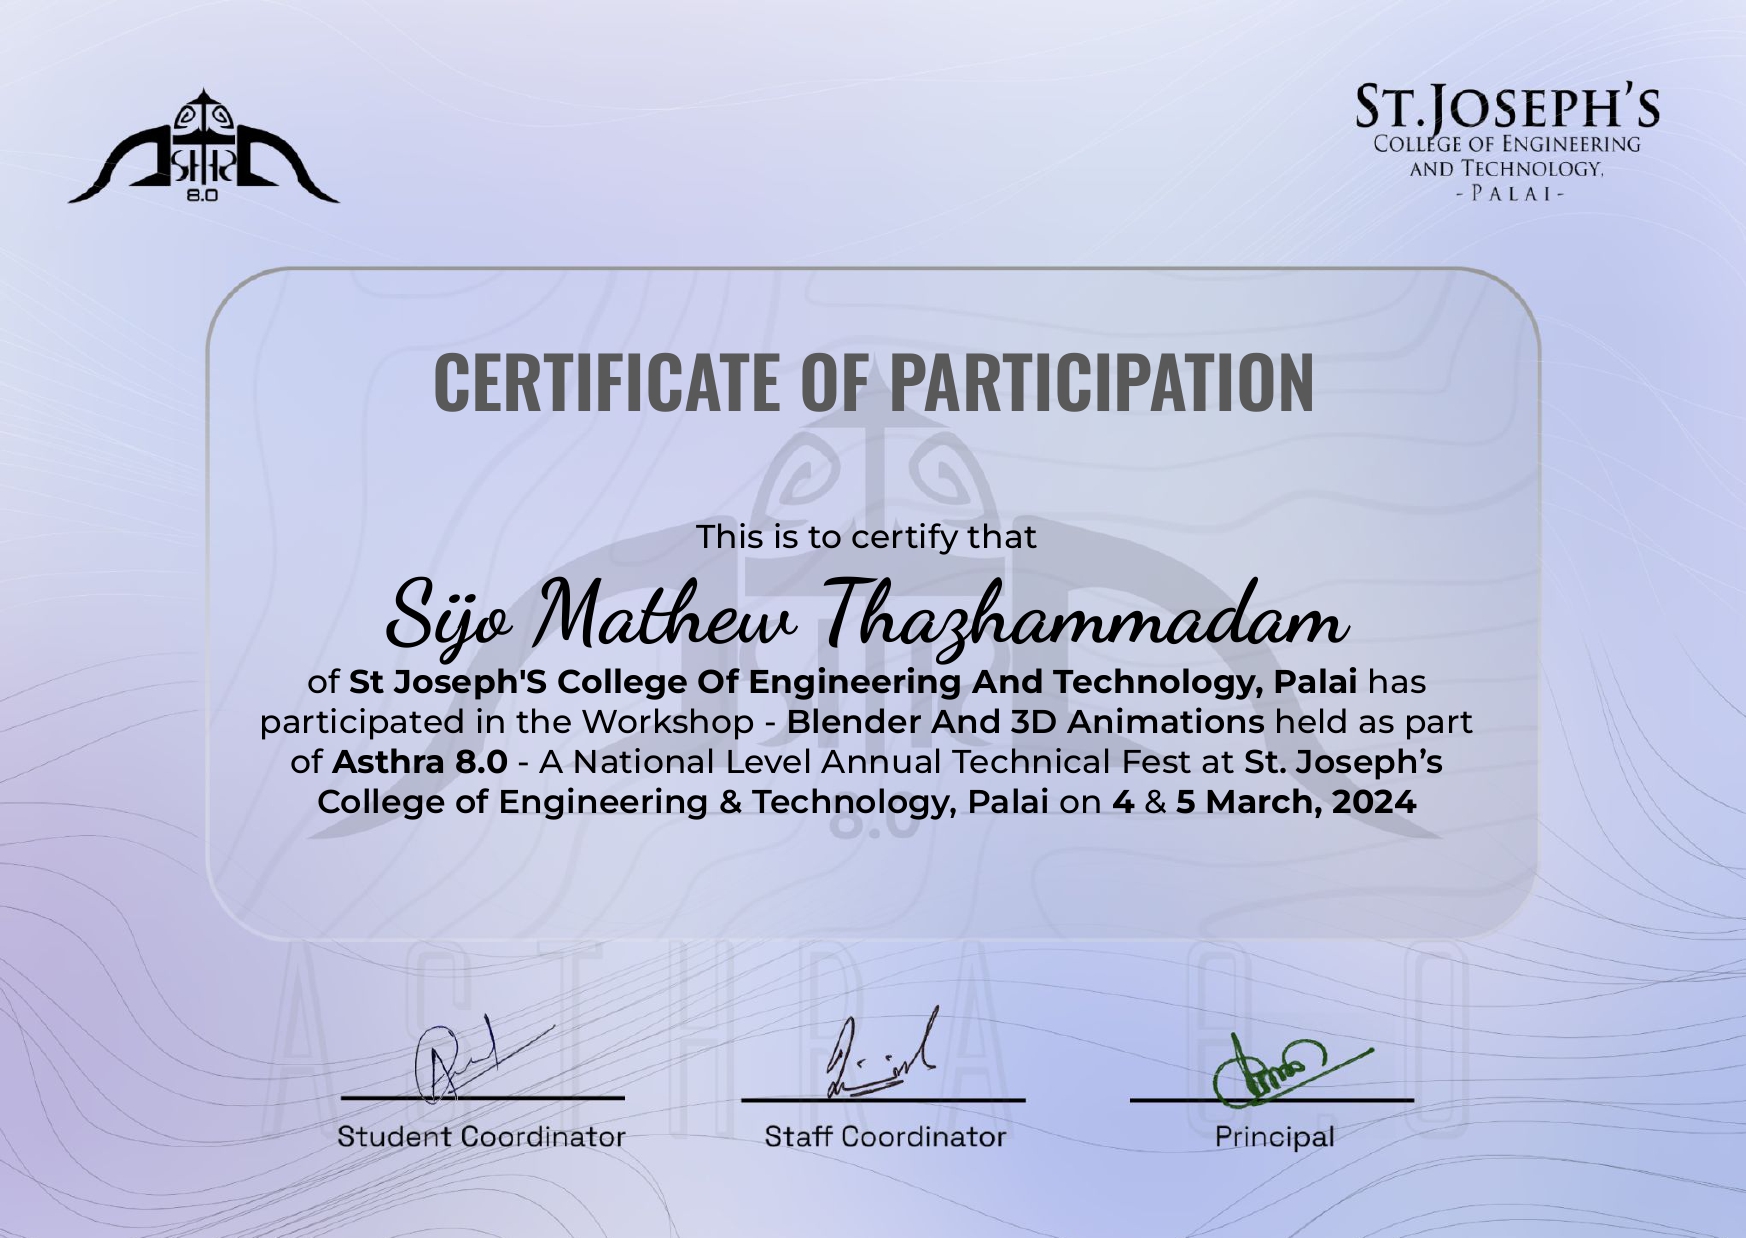 ASTHRA
8.0
ST.JOSEPH'S
COLLEGE OF ENGINEERING
AND TECHNOLOGY,
- PALAI -
CERTIFICATE OF PARTICIPATION
This is to certify that
Sijo Mathew Thazhammadam
of St Joseph'S College Of Engineering And Technology, Palai has
participated in the Workshop - Blender And 3D Animations held as part
of Asthra 8.0 - A National Level Annual Technical Fest at St. Joseph’s
College of Engineering & Technology, Palai on 4 & 5 March, 2024
8.0
ASTHRA 8.0
Student Coordinator
Staff Coordinator
Principal